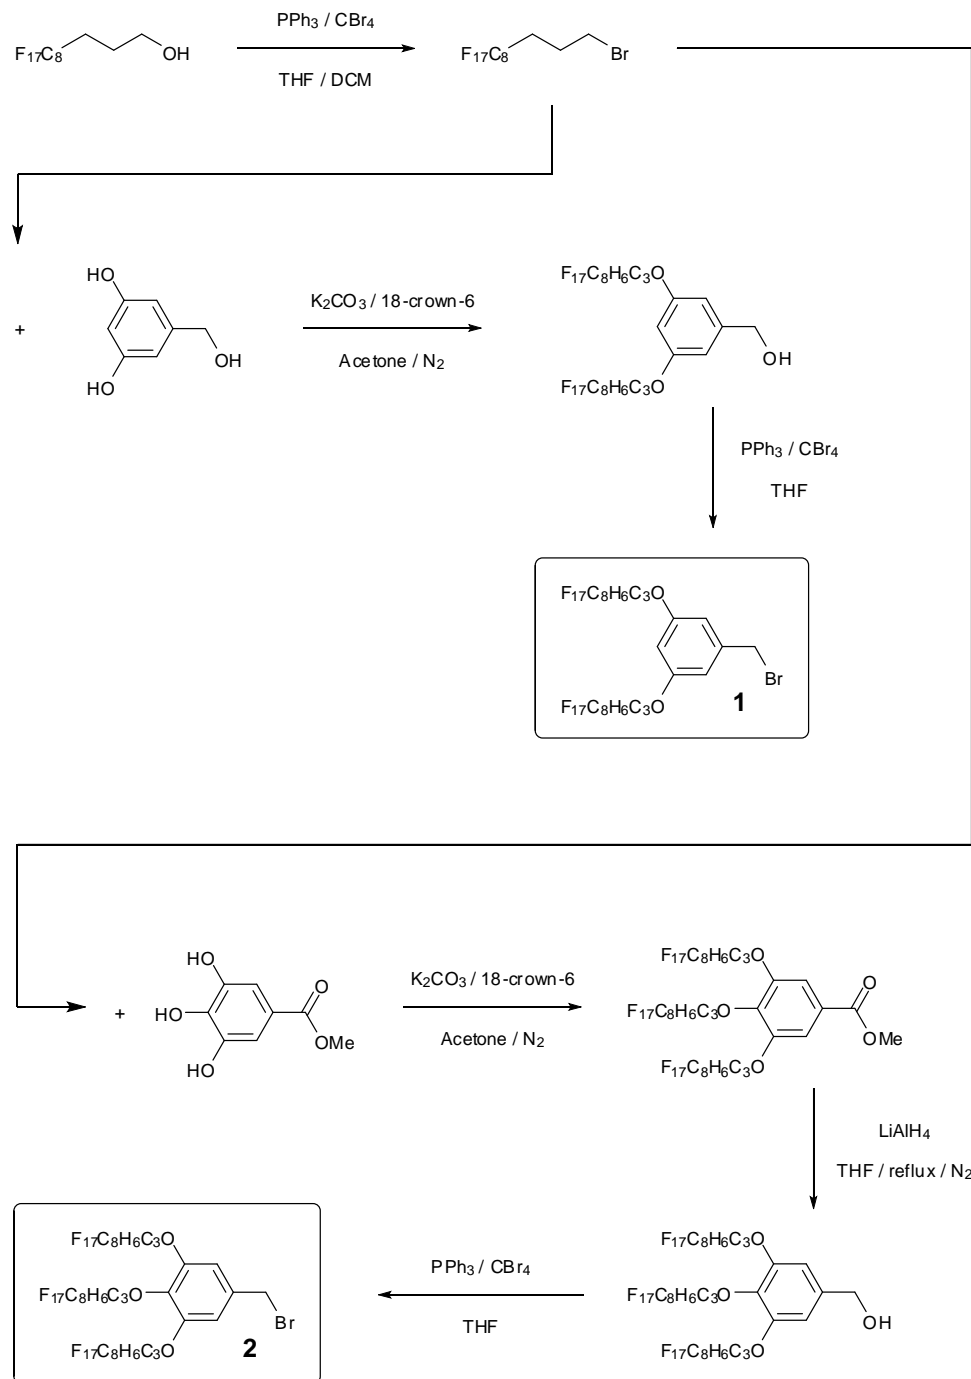 PPh3 / CBr4
F17C8 OH
THF / DCM
F17C8 Br
HO
HO
OH
+
K2CO3 / 18-crown-6
Acetone / N2
F17C8H6C3O
OH
F17C8H6C3O
PPh3 / CBr4
THF
F17C8H6C3O
Br
F17C8H6C3O
1
+
HO
HO
HO
O
OMe
K2CO3 / 18-crown-6
Acetone / N2
F17C8H6C3O
F17C8H6C3O
F17C8H6C3O
O
OMe
LiAlH4
THF / reflux / N2
F17C8H6C3O
F17C8H6C3O
F17C8H6C3O
OH
PPh3 / CBr4
THF
F17C8H6C3O
F17C8H6C3O
F17C8H6C3O
Br
2